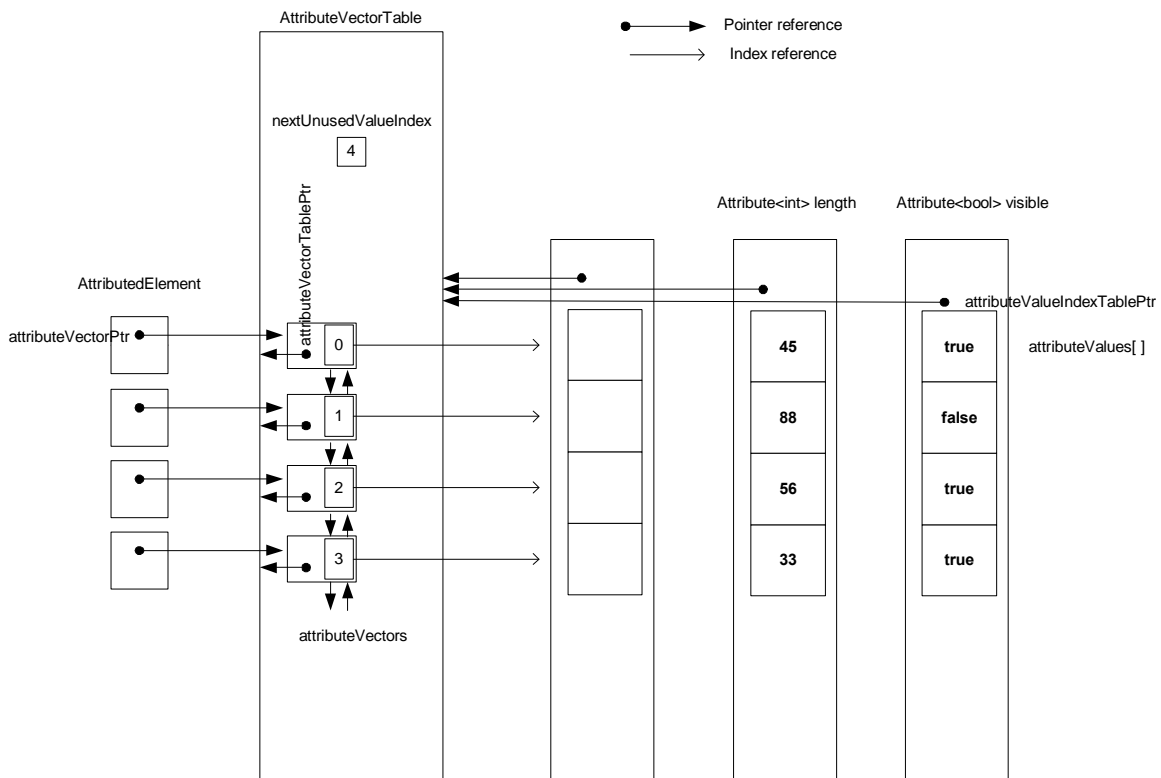 AttributeVectorTable
Pointer reference
Index reference
nextUnusedValueIndex
4
attributeVectorTablePtr
Attribute<int> length
Attribute<bool> visible
AttributedElement
attributeValueIndexTablePtr
attributeVectorPtr
0
45
true
attributeValues[ ]
1
88
false
2
56
true
3
33
true
attributeVectors